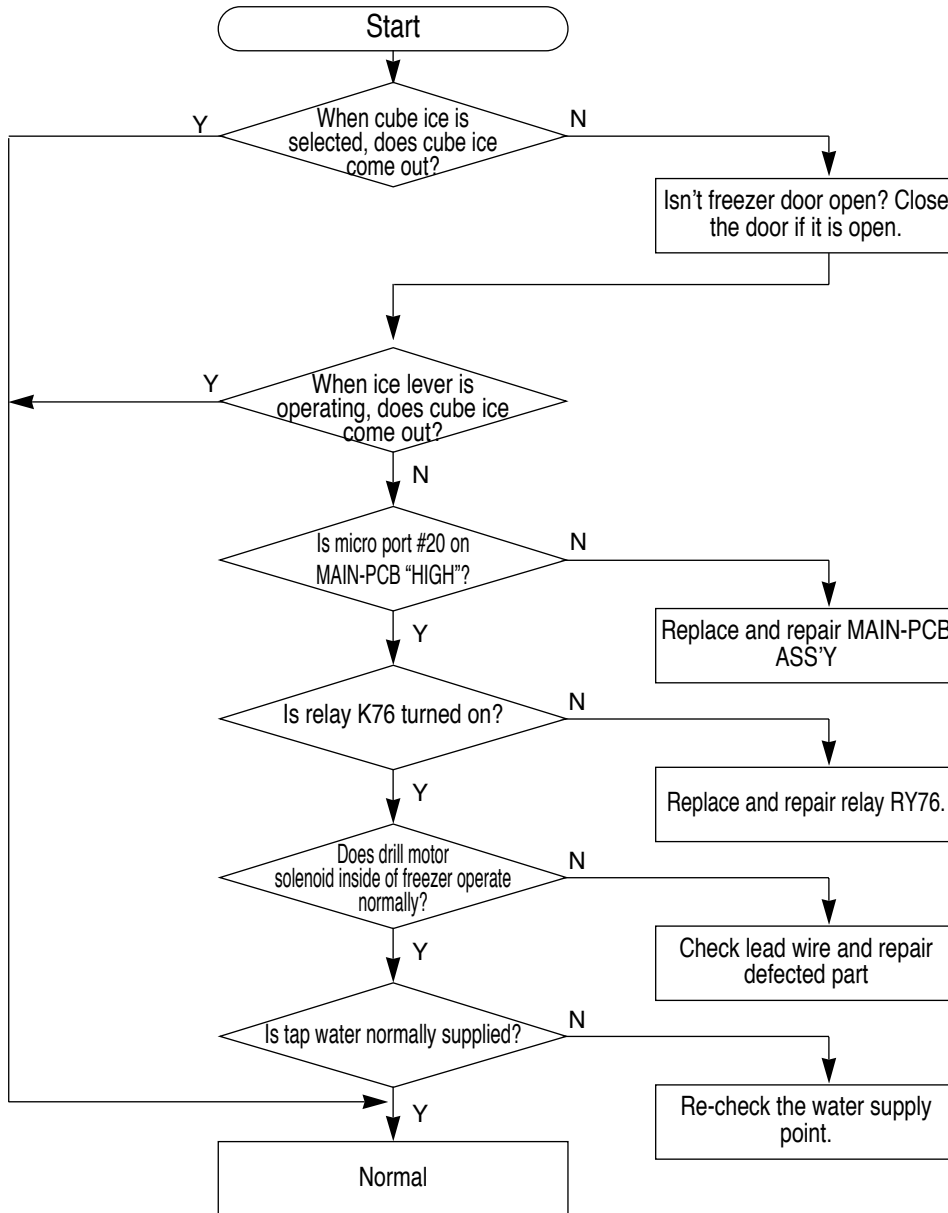 Start
When cube ice is
selected, does cube ice
come out?
Y
N
Isn't freezer door open? Close
the door if it is open.
When ice lever is
operating, does cube ice
come out?
Y
N
Is micro port #20 on
MAIN-PCB “HIGH”?
N
Y
Replace and repair MAIN-PCB
ASS'Y
Is relay K76 turned on?
N
Y
Replace and repair relay RY76.
Does drill motor
solenoid inside of freezer operate
normally?
N
Y
Check lead wire and repair
defected part
Is tap water normally supplied?
N
Y
Re-check the water supply
point.
Normal